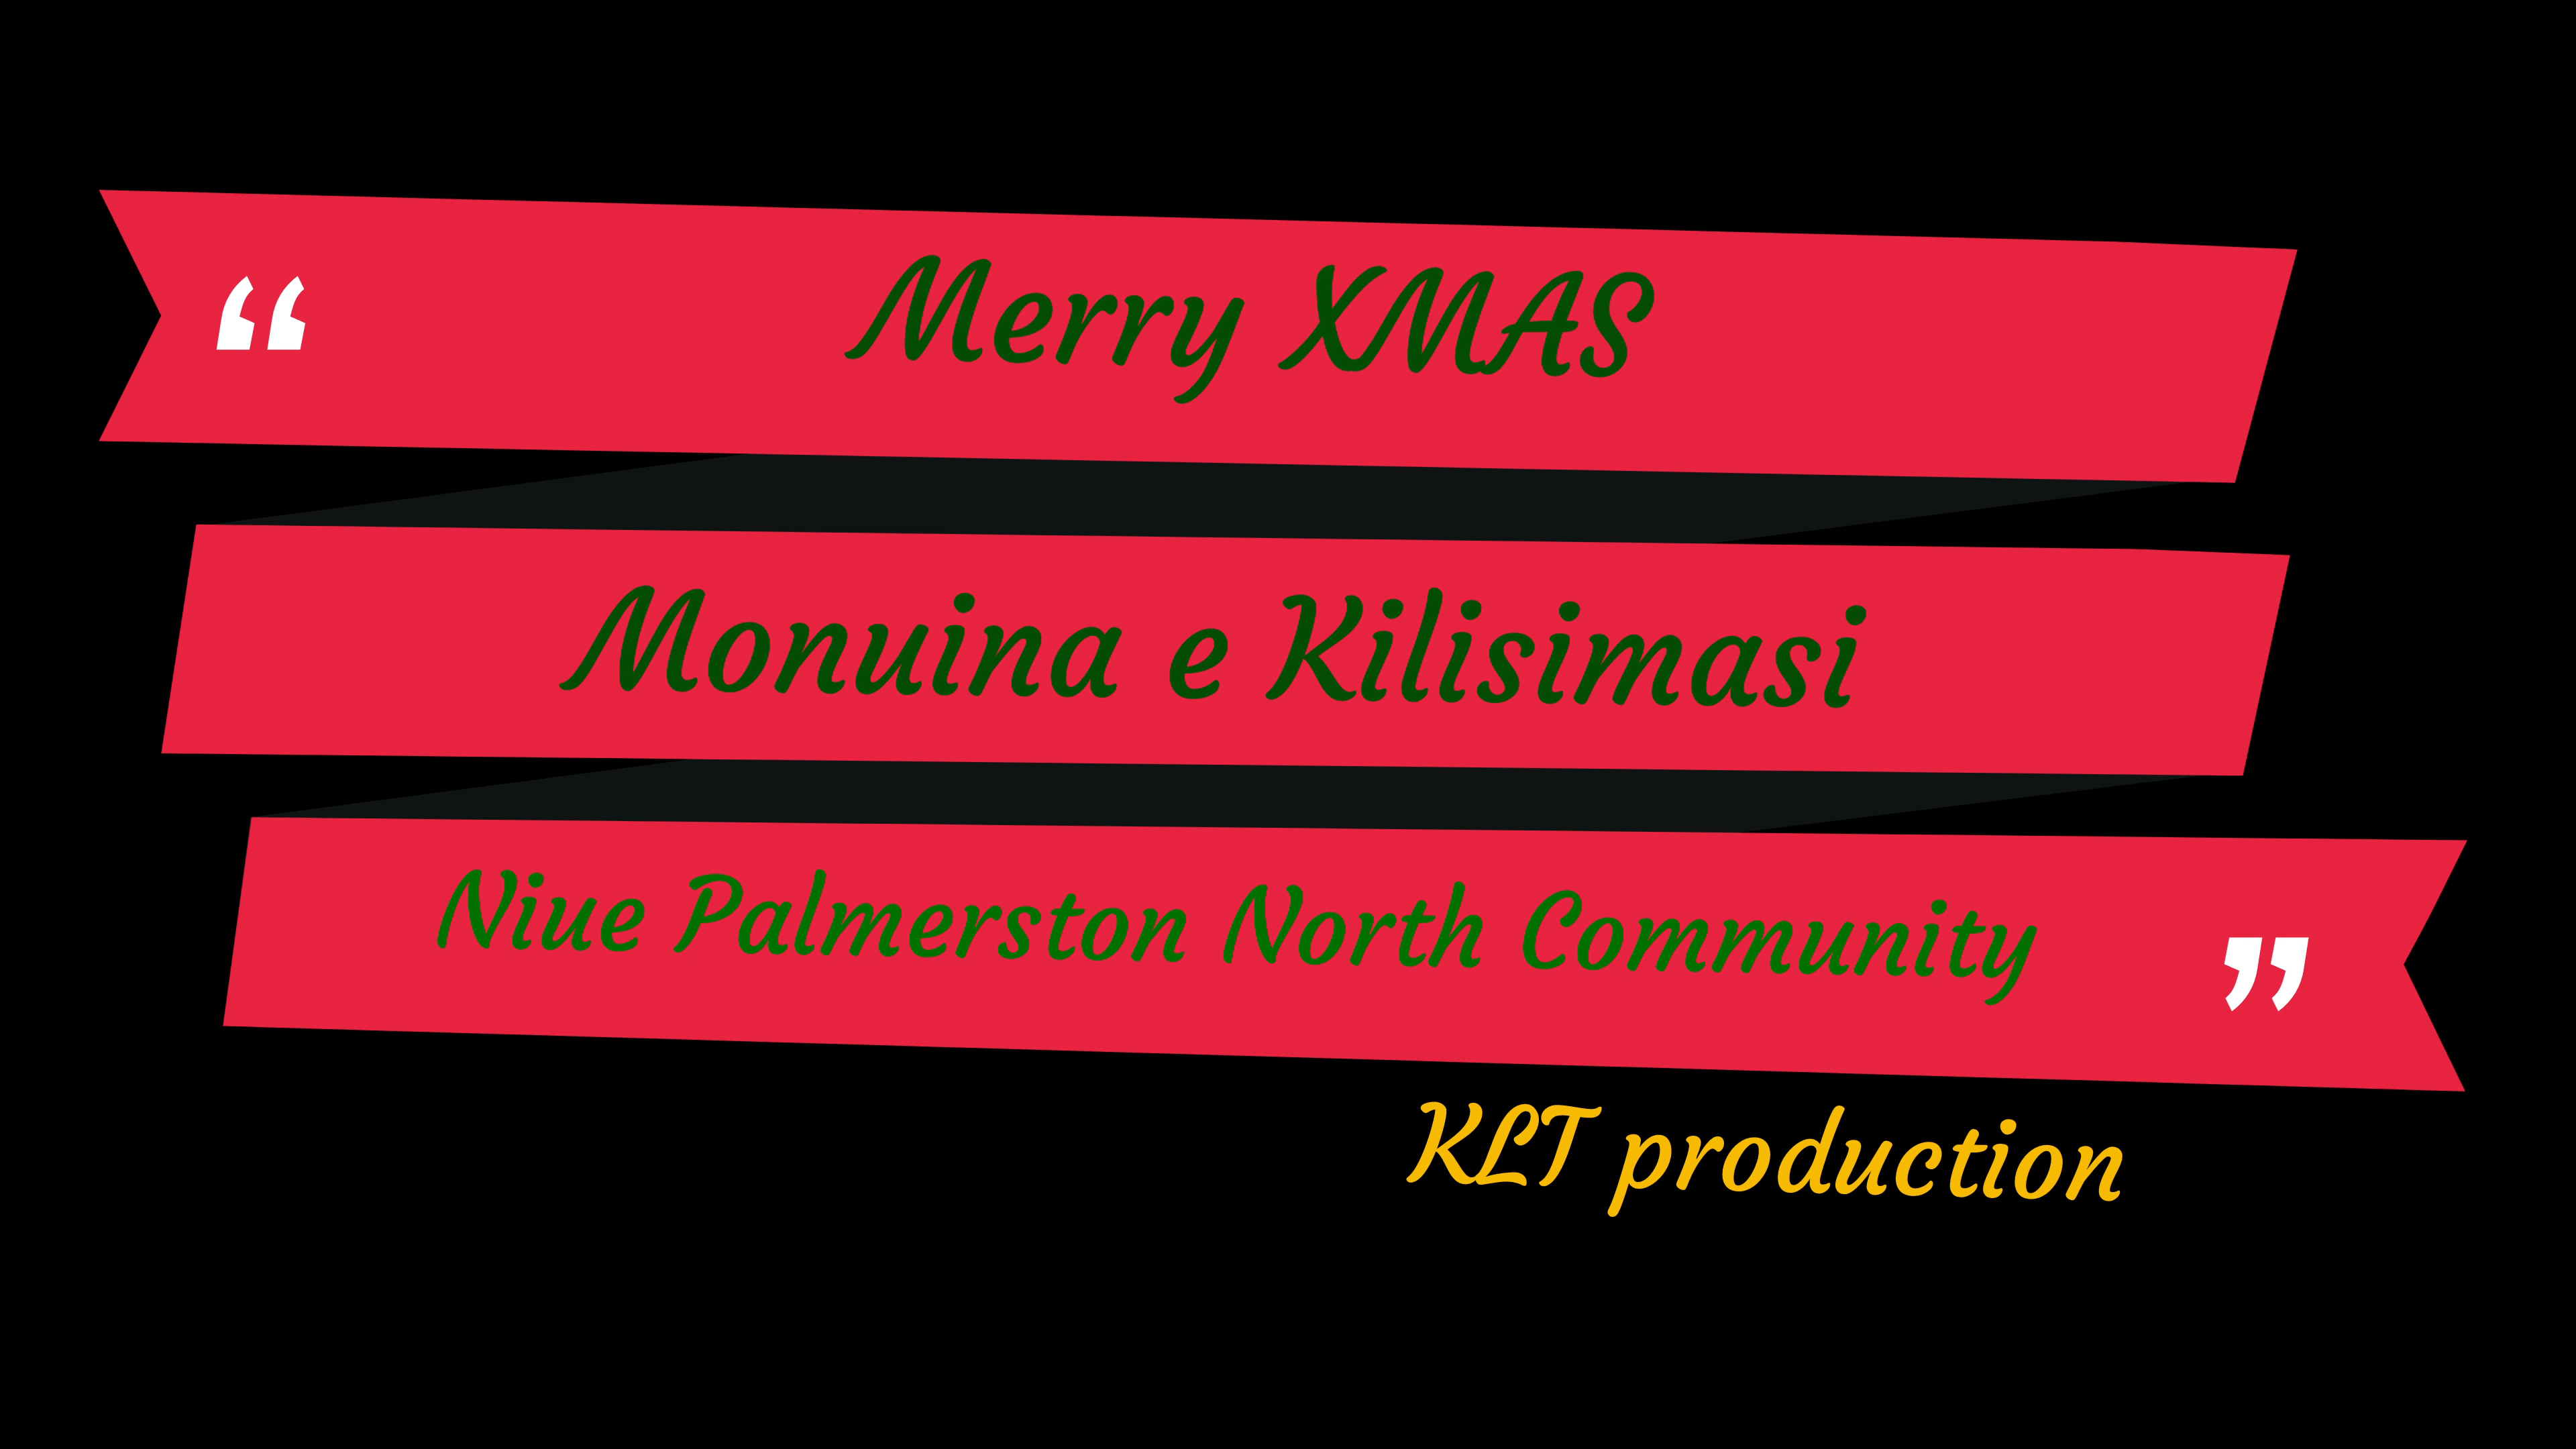 “
Merry XMAS
Monuina e Kilisimasi
Niue Palmerston North Community
”
KLT production